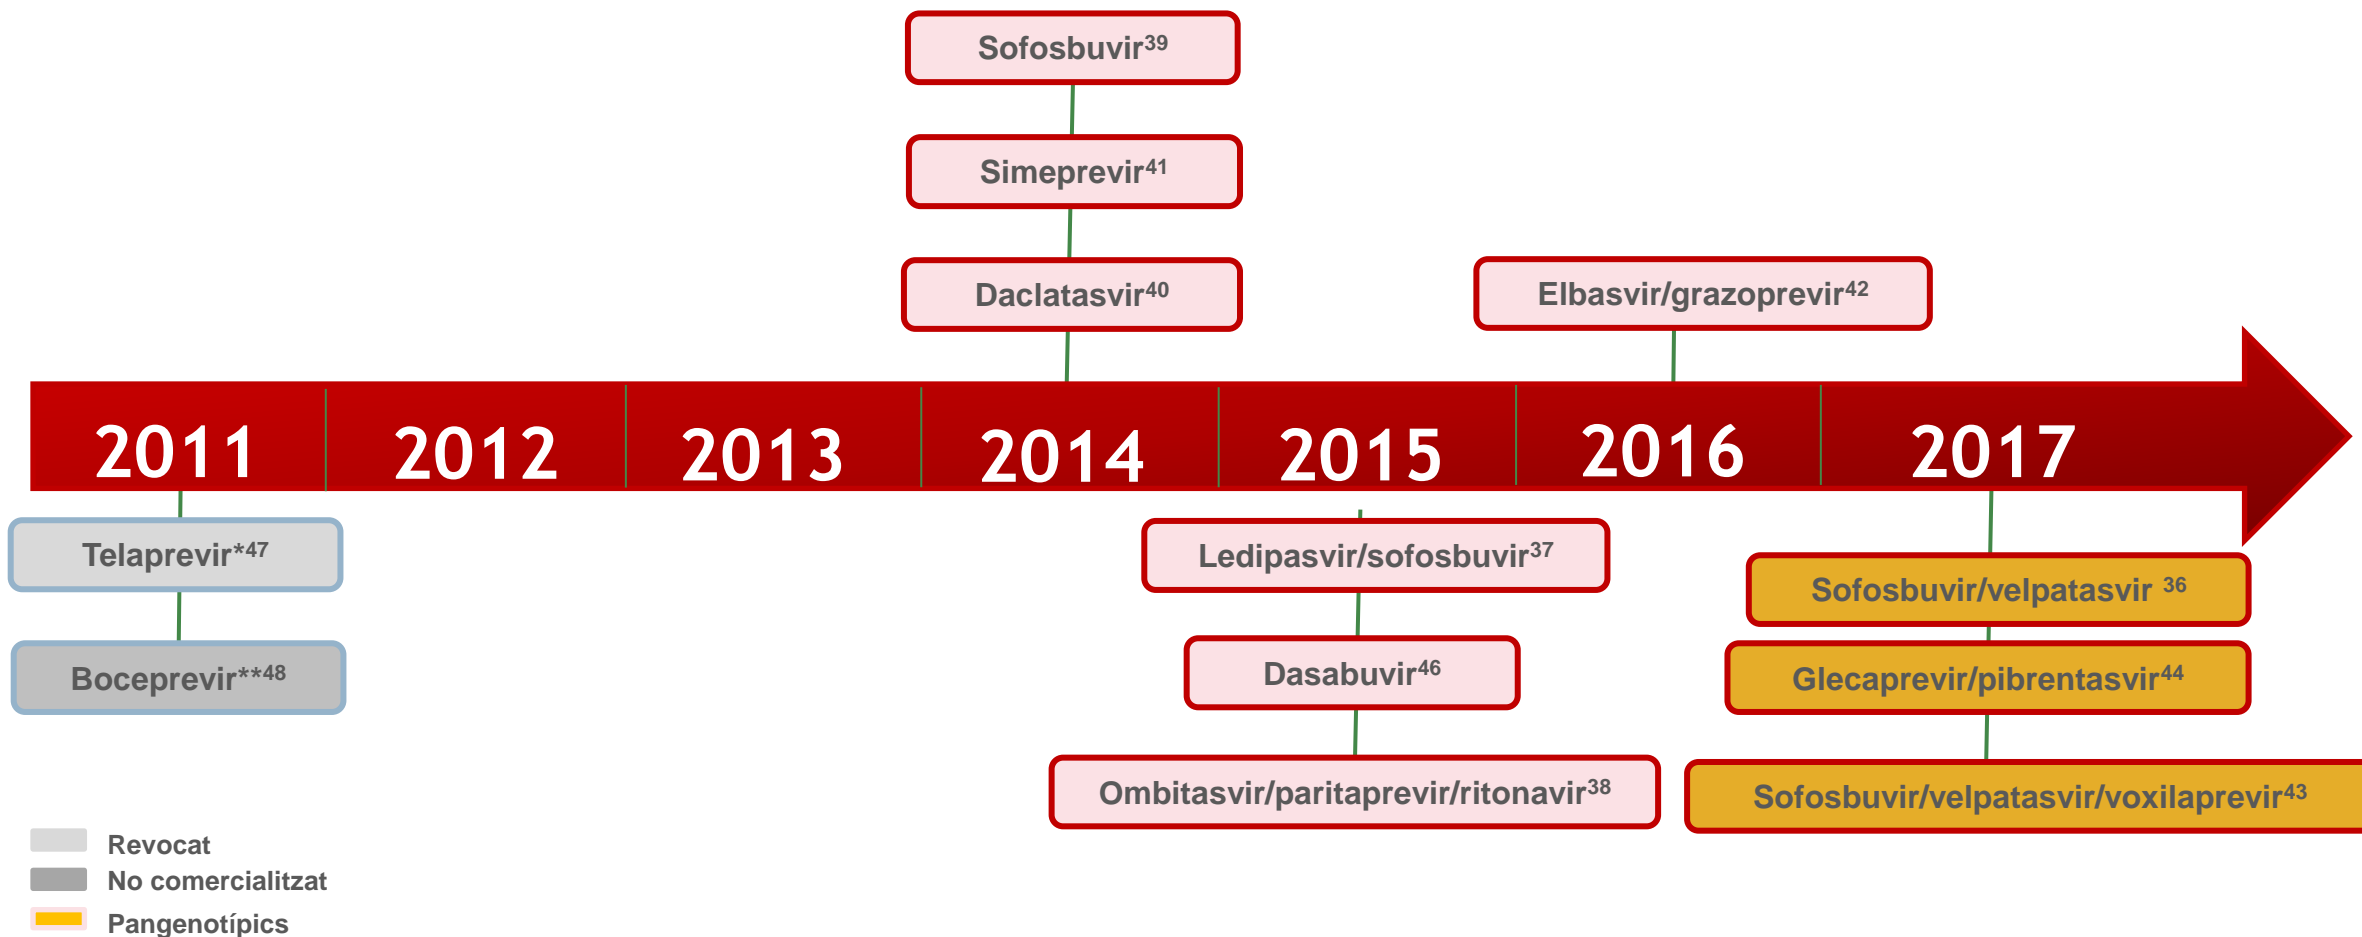 Sofosbuvir39
Simeprevir41
Daclatasvir40
Elbasvir/grazoprevir42
2011 2012 2013 2014 2015 2016 2017
Telaprevir*47
Boceprevir**48
Ledipasvir/sofosbuvir37
Dasabuvir46
Ombitasvir/paritaprevir/ritonavir38
Sofosbuvir/velpatasvir 36
Glecaprevir/pibrentasvir44
Sofosbuvir/velpatasvir/voxilaprevir43
Revocat
No comercialitzat
Pangenotípics